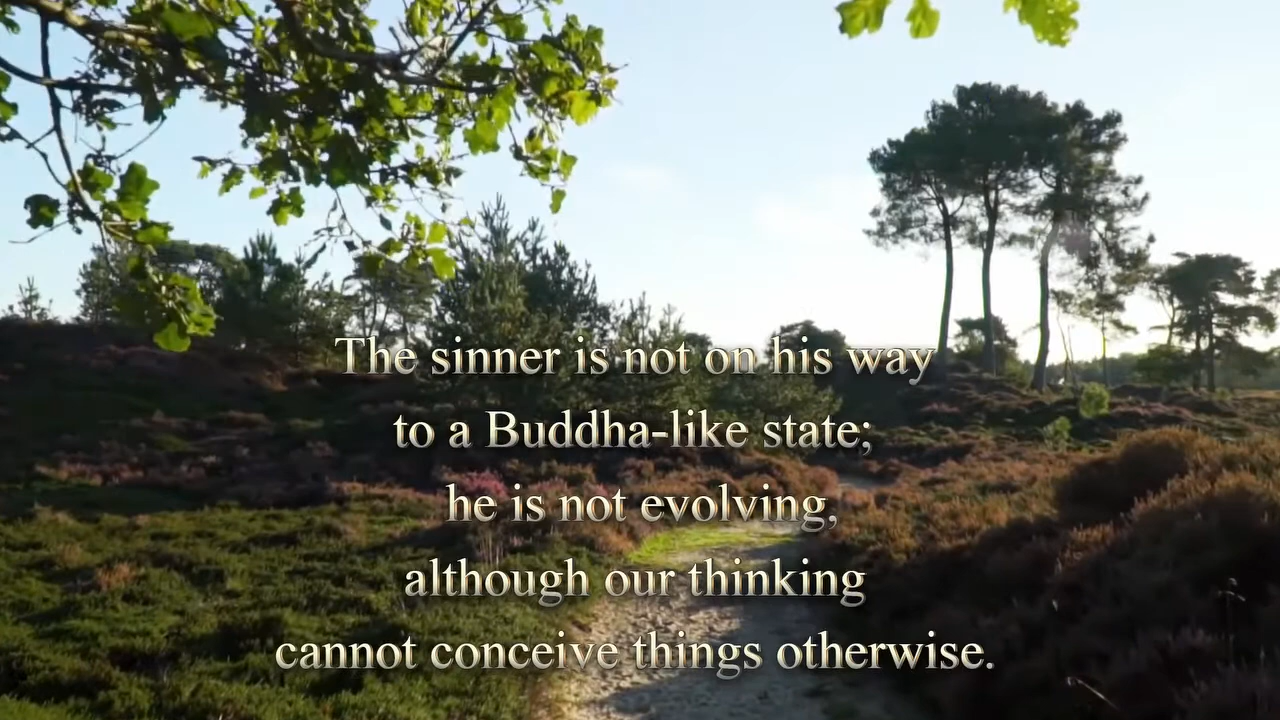 The sinner is not on his way
to a Buddha-like state;
he is not evolving,
although our thinking
cannot conceive things otherwise.